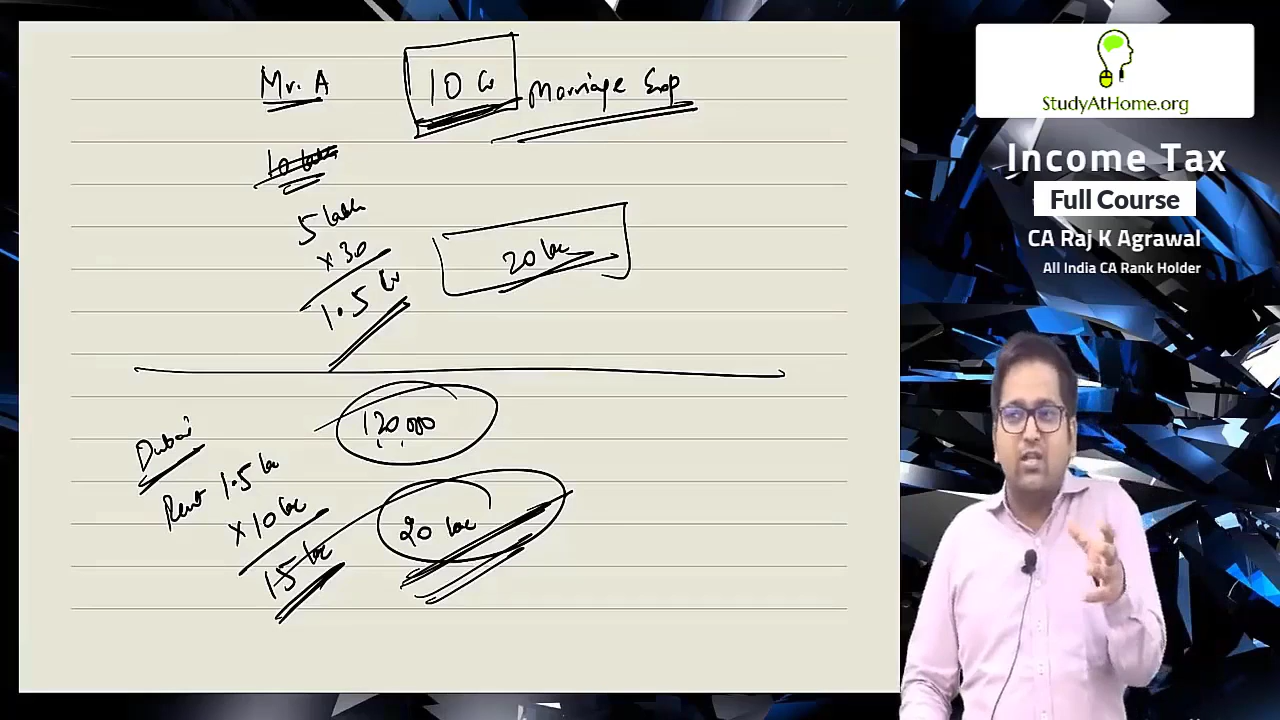 Mr. A
10 Cr Marriage Exp
10 lakh
5 lakh
x 30
1.5 Cr
20 lac
120,000
Dubai
Rent 1.5 lac
x 10 lac
15 lac
20 lac
StudyAtHome.org
Income Tax
Full Course
CA Raj K Agrawal
All India CA Rank Holder